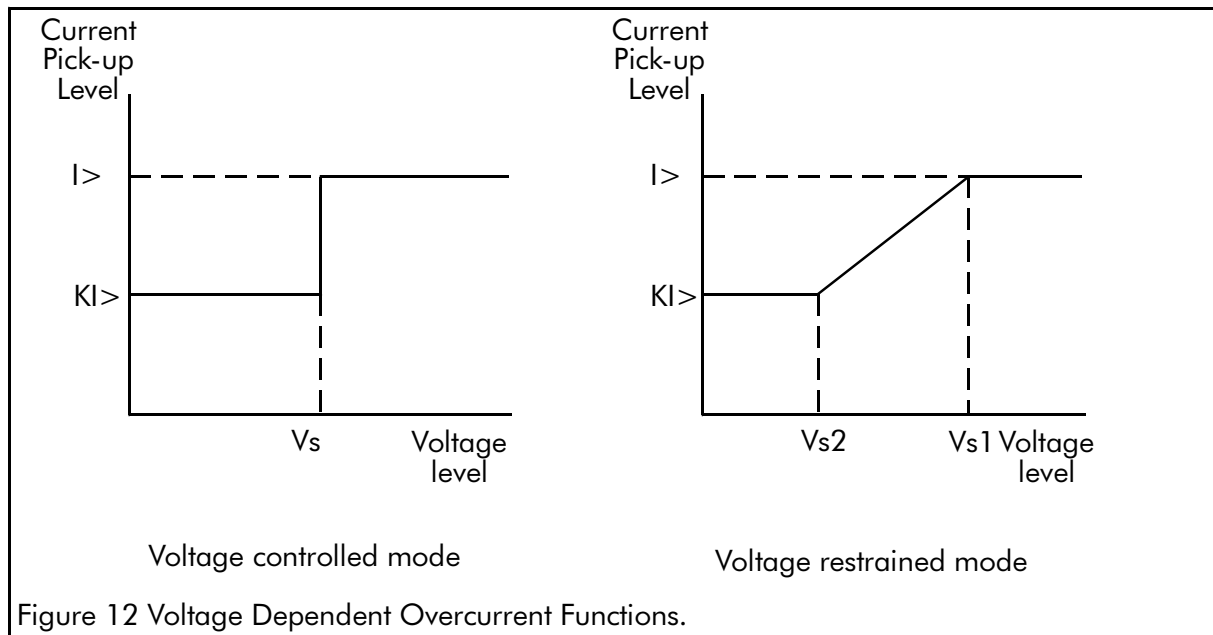 Current
Pick-up
Level
I>
KI>
Vs
Voltage
level
Voltage controlled mode
Current
Pick-up
Level
I>
KI>
Vs2
Vs1 Voltage
level
Voltage restrained mode
Figure 12 Voltage Dependent Overcurrent Functions.